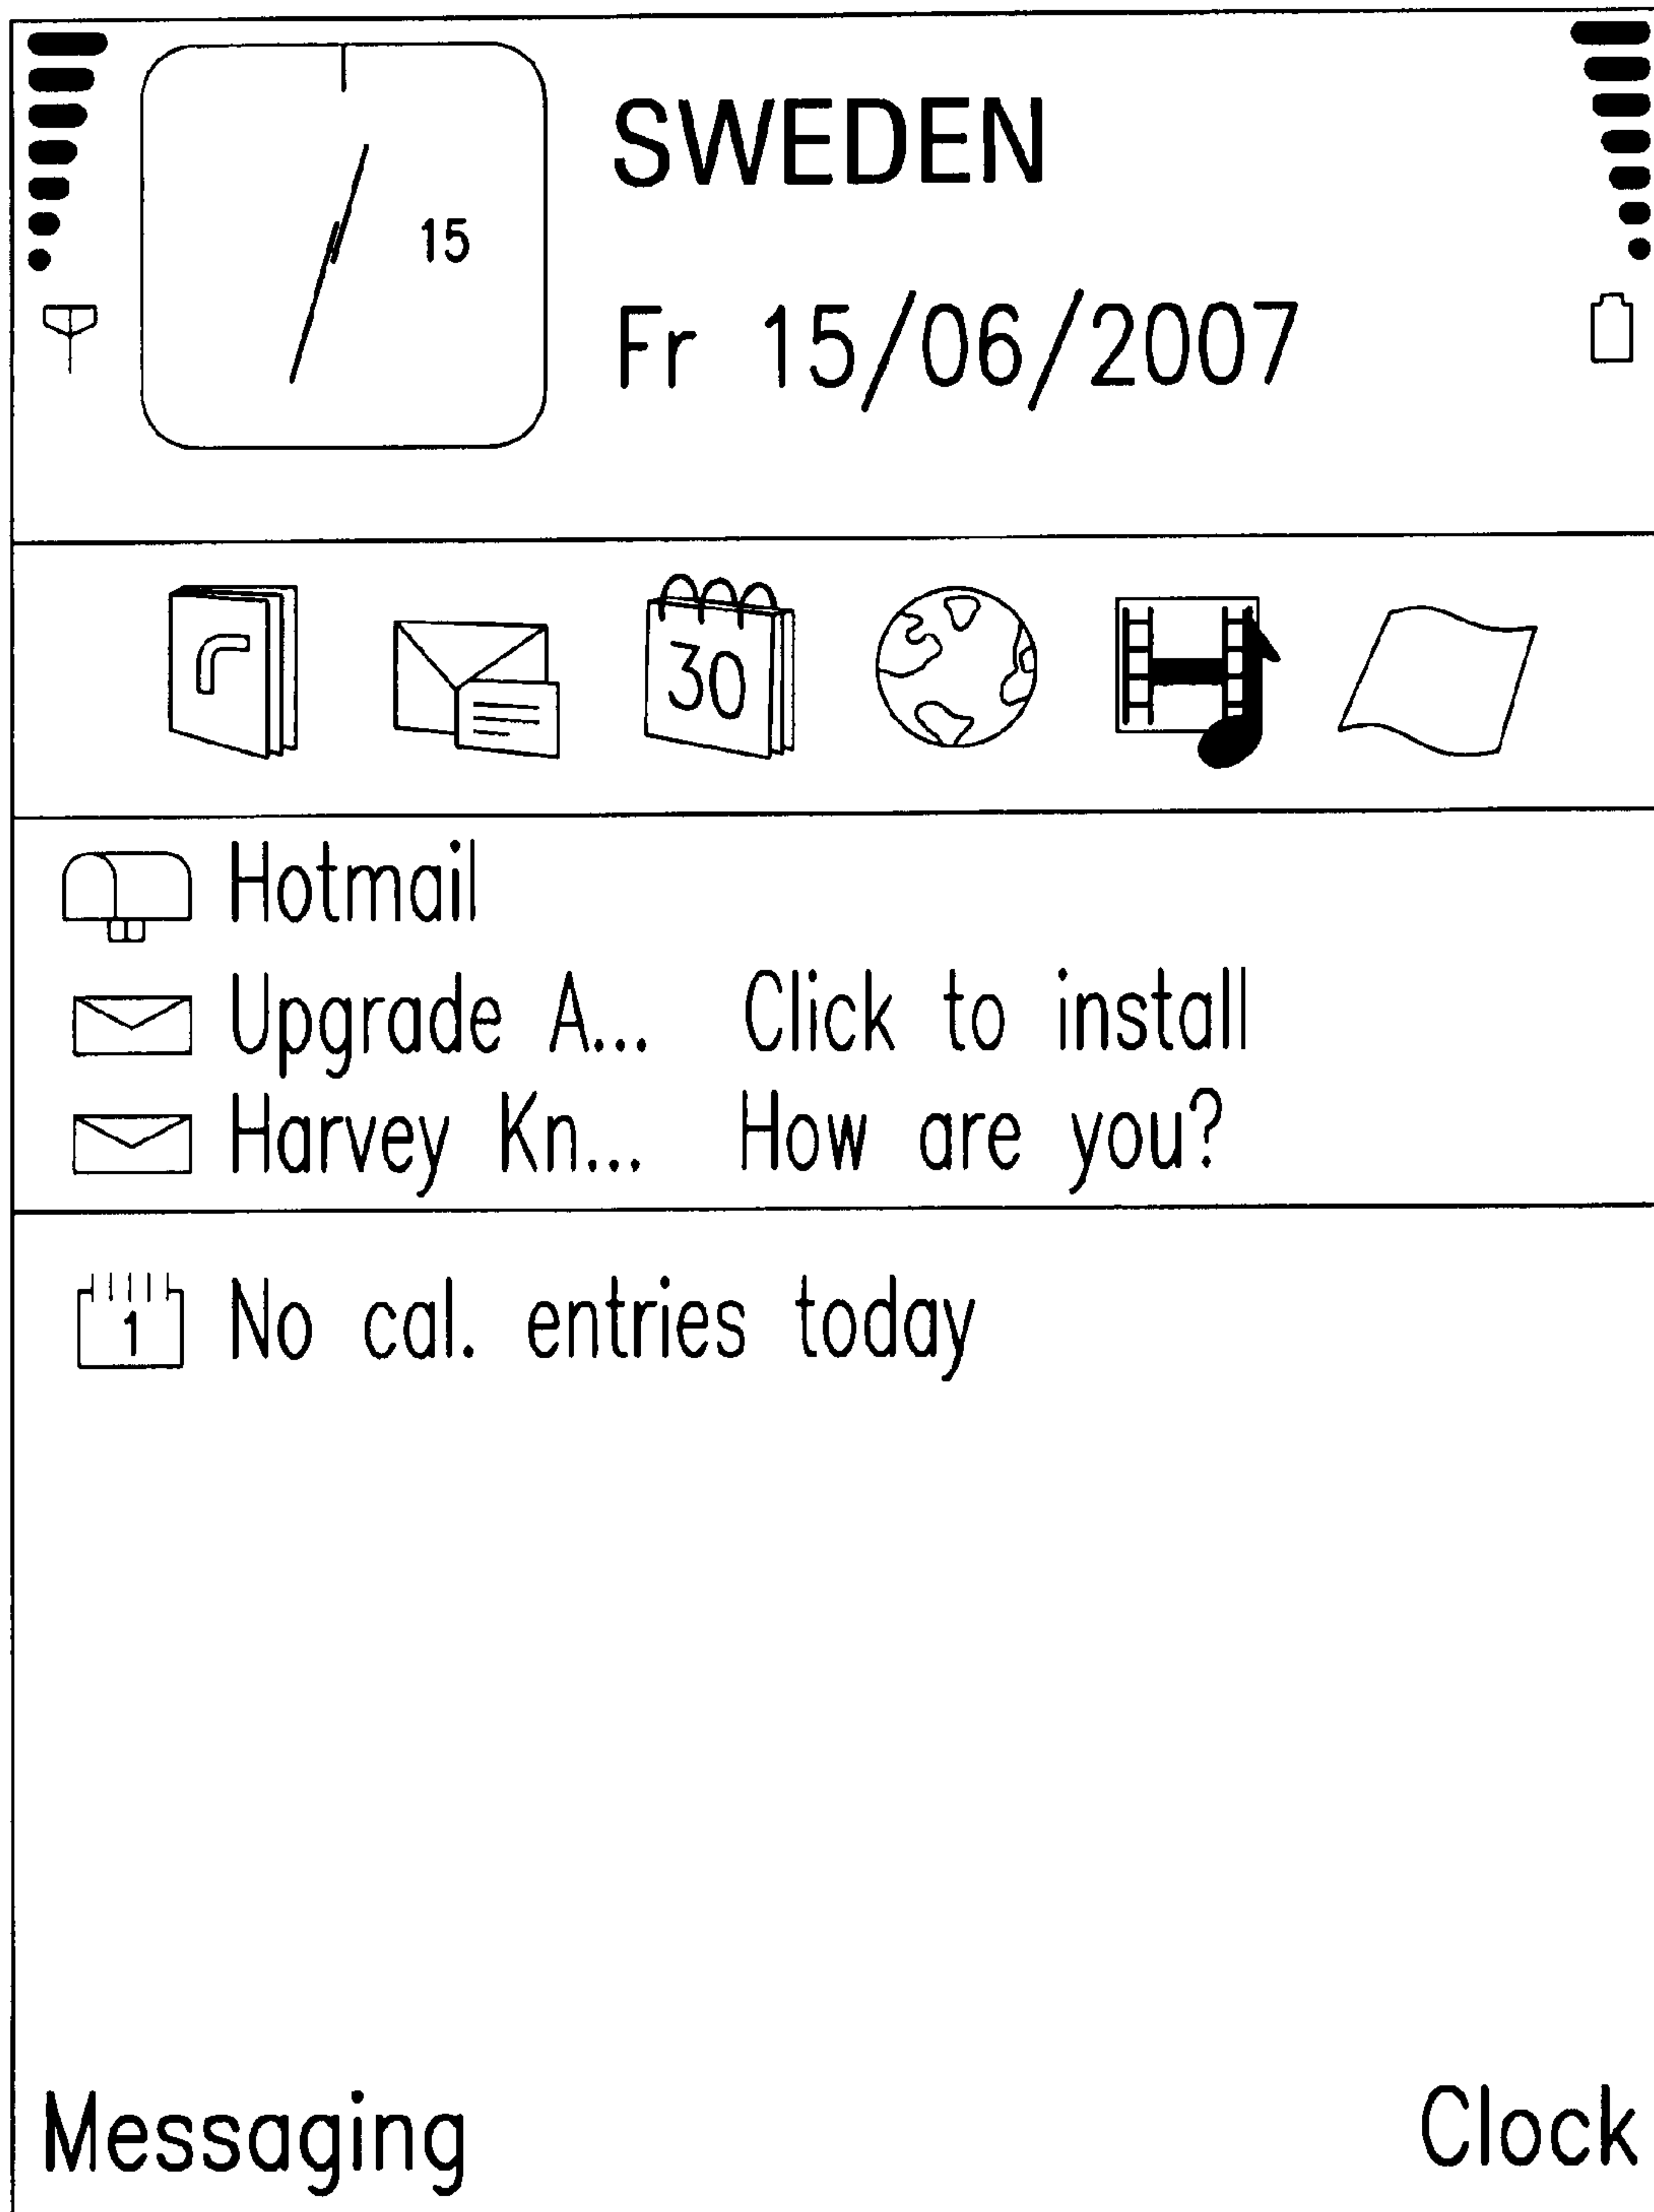 SWEDEN
15
Fr 15/06/2007
30
Hotmail
Upgrade A... Click to install
Harvey Kn... How are you?
1 No cal. entries today
Messaging Clock